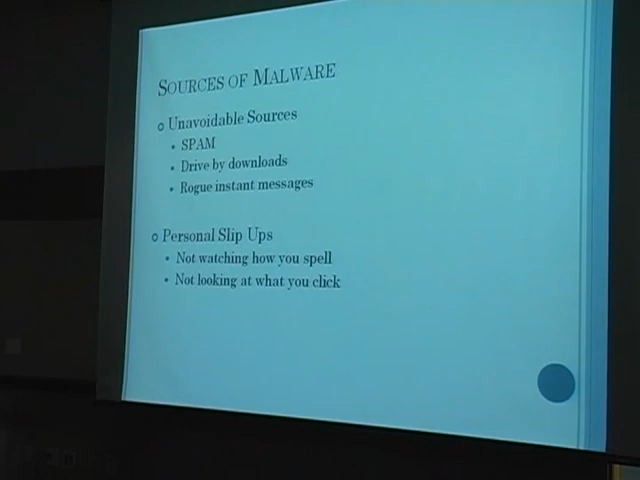 SOURCES OF MALWARE
Unavoidable Sources
SPAM
Drive by downloads
Rogue instant messages
Personal Slip Ups
Not watching how you spell
Not looking at what you click